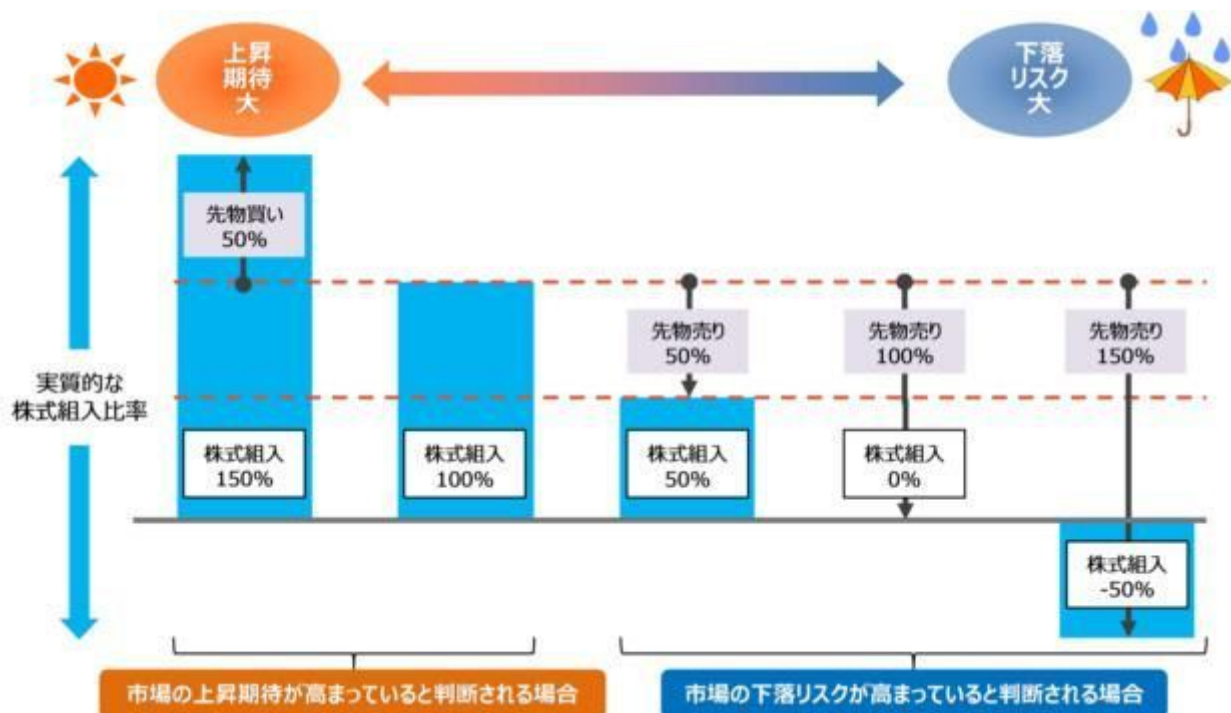 上昇
期待
大
下落
リスク
大
先物買い
50%
先物売り
50%
先物売り
100%
先物売り
150%
実質的な
株式組入比率
株式組入
150%
株式組入
100%
株式組入
50%
株式組入
0%
株式組入
-50%
市場の上昇期待が高まっていると判断される場合
市場の下落リスクが高まっていると判断される場合